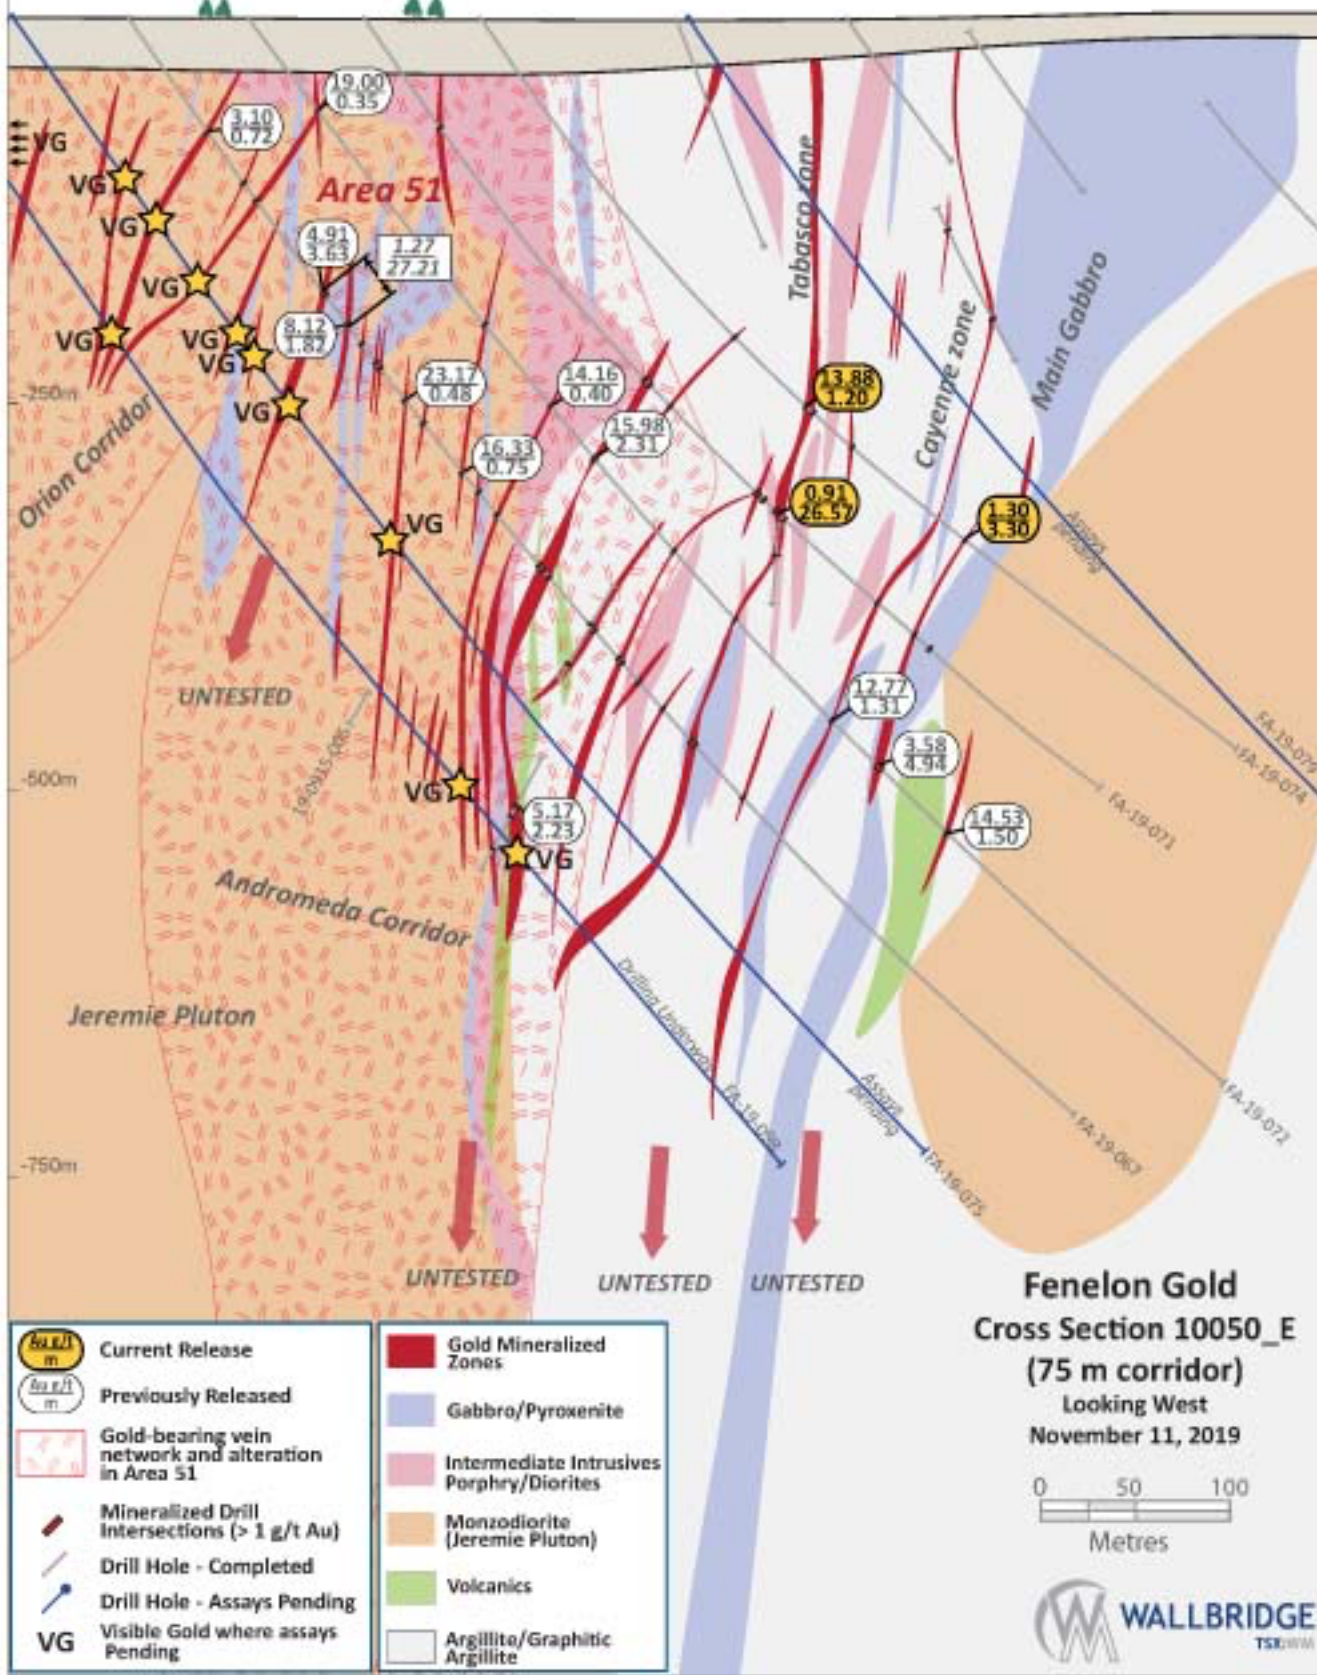 19.00
0.35
3.10
0.72
VG
VG
Area 51
VG
4.91
3.63
1.27
27.21
Tabasco zone
VG
VG
VG
VG
8.12
1.82
Main Gabbro
Cayenne zone
-250m
VG
23.17
0.48
14.16
0.40
13.88
1.20
Orion Corridor
15.98
2.31
16.33
0.75
0.91
26.57
1.30
3.30
VG
Assays
pending
UNTESTED
12.77
1.31
FA-19-079
3.58
4.94
FA-19-074
-500m
VG
19-0915-006
FA-19-071
5.17
2.23
14.53
1.50
VG
Andromeda Corridor
Jeremie Pluton
Drilling Underway
FA-19-072
Assays
pending
FA-19-067
FA-19-075
-750m
UNTESTED
UNTESTED
UNTESTED
Fenelon Gold
Cross Section 10050_E
(75 m corridor)
Looking West
November 11, 2019
0 50 100
Metres
WALLBRIDGE
TSX:WM
Au g/t
m
Current Release
Au g/t
m
Previously Released
Gold-bearing vein
network and alteration
in Area 51
Mineralized Drill
Intersections (> 1 g/t Au)
Drill Hole - Completed
Drill Hole - Assays Pending
VG Visible Gold where assays
Pending
Gold Mineralized
Zones
Gabbro/Pyroxenite
Intermediate Intrusives
Porphry/Diorites
Monzodiorite
(Jeremie Pluton)
Volcanics
Argillite/Graphitic
Argillite